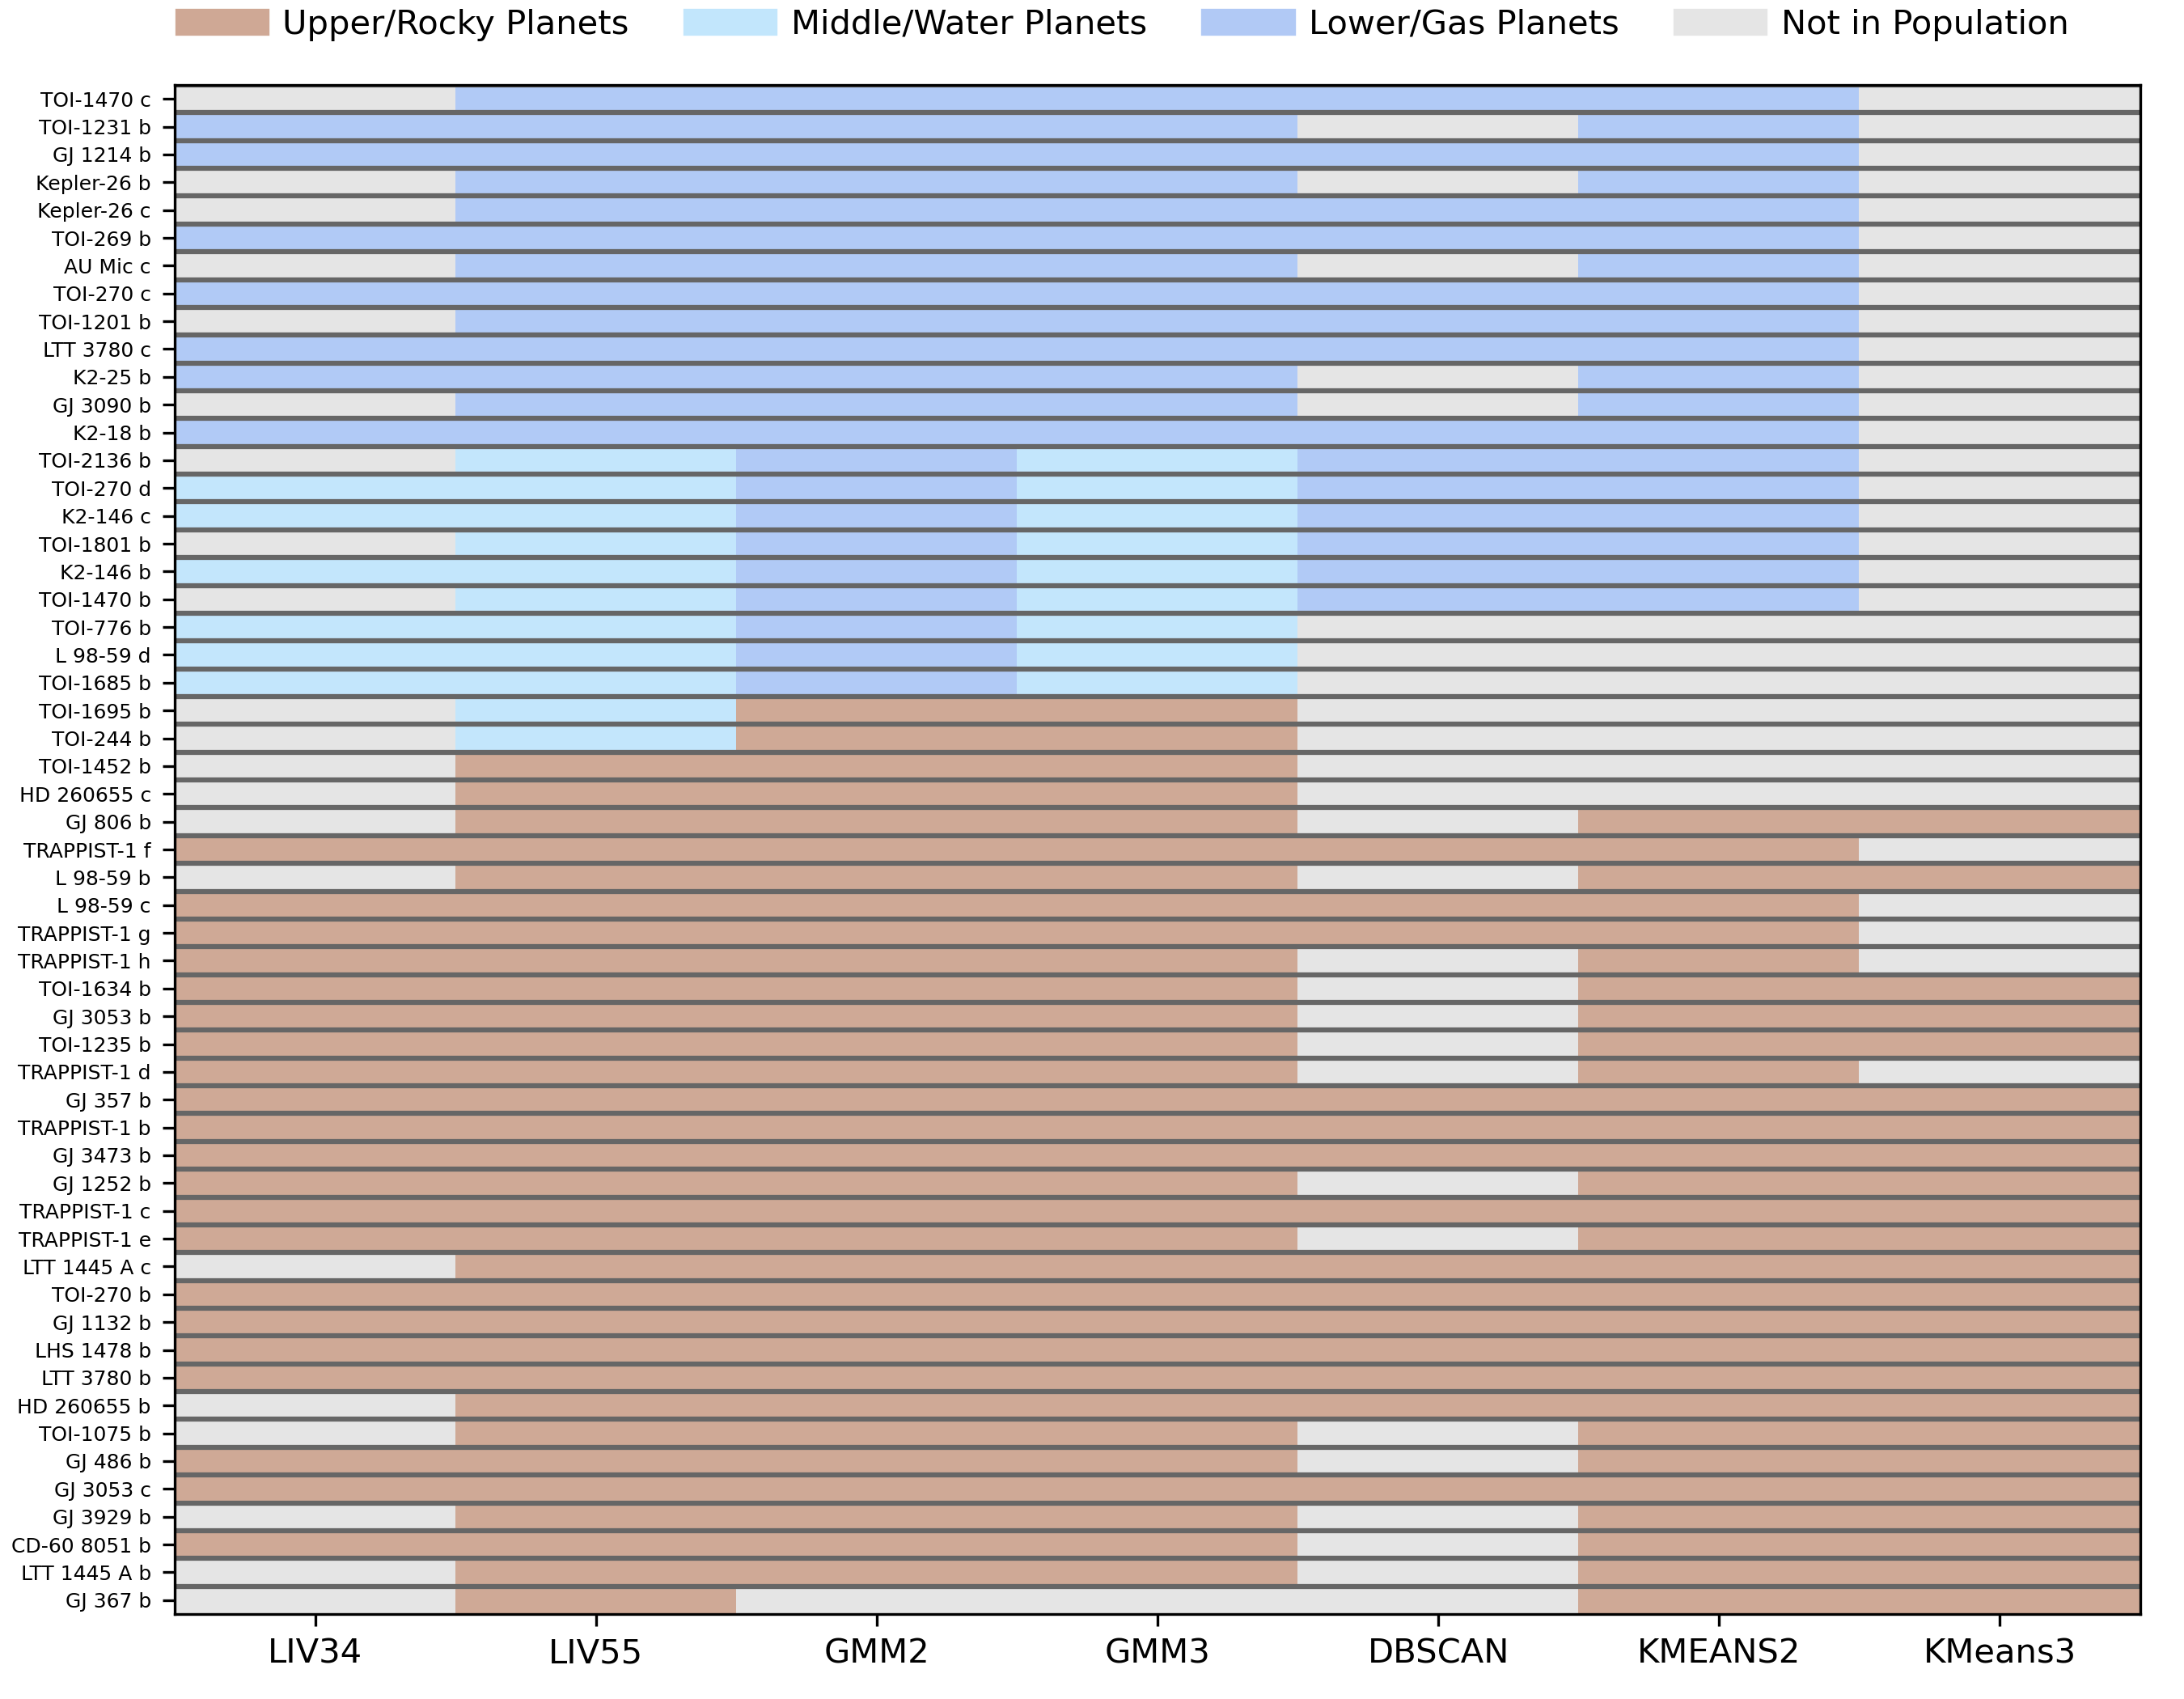 Upper/Rocky Planets Middle/Water Planets Lower/Gas Planets Not in Population
TOI-1470 c
TOI-1231 b
GJ 1214 b
Kepler-26 b
Kepler-26 c
TOI-269 b
AU Mic c
TOI-270 c
TOI-1201 b
LTT 3780 c
K2-25 b
GJ 3090 b
K2-18 b
TOI-2136 b
TOI-270 d
K2-146 c
TOI-1801 b
K2-146 b
TOI-1470 b
TOI-776 b
L 98-59 d
TOI-1685 b
TOI-1695 b
TOI-244 b
TOI-1452 b
HD 260655 c
GJ 806 b
TRAPPIST-1 f
L 98-59 b
L 98-59 c
TRAPPIST-1 g
TRAPPIST-1 h
TOI-1634 b
GJ 3053 b
TOI-1235 b
TRAPPIST-1 d
GJ 357 b
TRAPPIST-1 b
GJ 3473 b
GJ 1252 b
TRAPPIST-1 c
TRAPPIST-1 e
LTT 1445 A c
TOI-270 b
GJ 1132 b
LHS 1478 b
LTT 3780 b
HD 260655 b
TOI-1075 b
GJ 486 b
GJ 3053 c
GJ 3929 b
CD-60 8051 b
LTT 1445 A b
GJ 367 b
LIV34 LIV55 GMM2 GMM3 DBSCAN KMEANS2 KMeans3